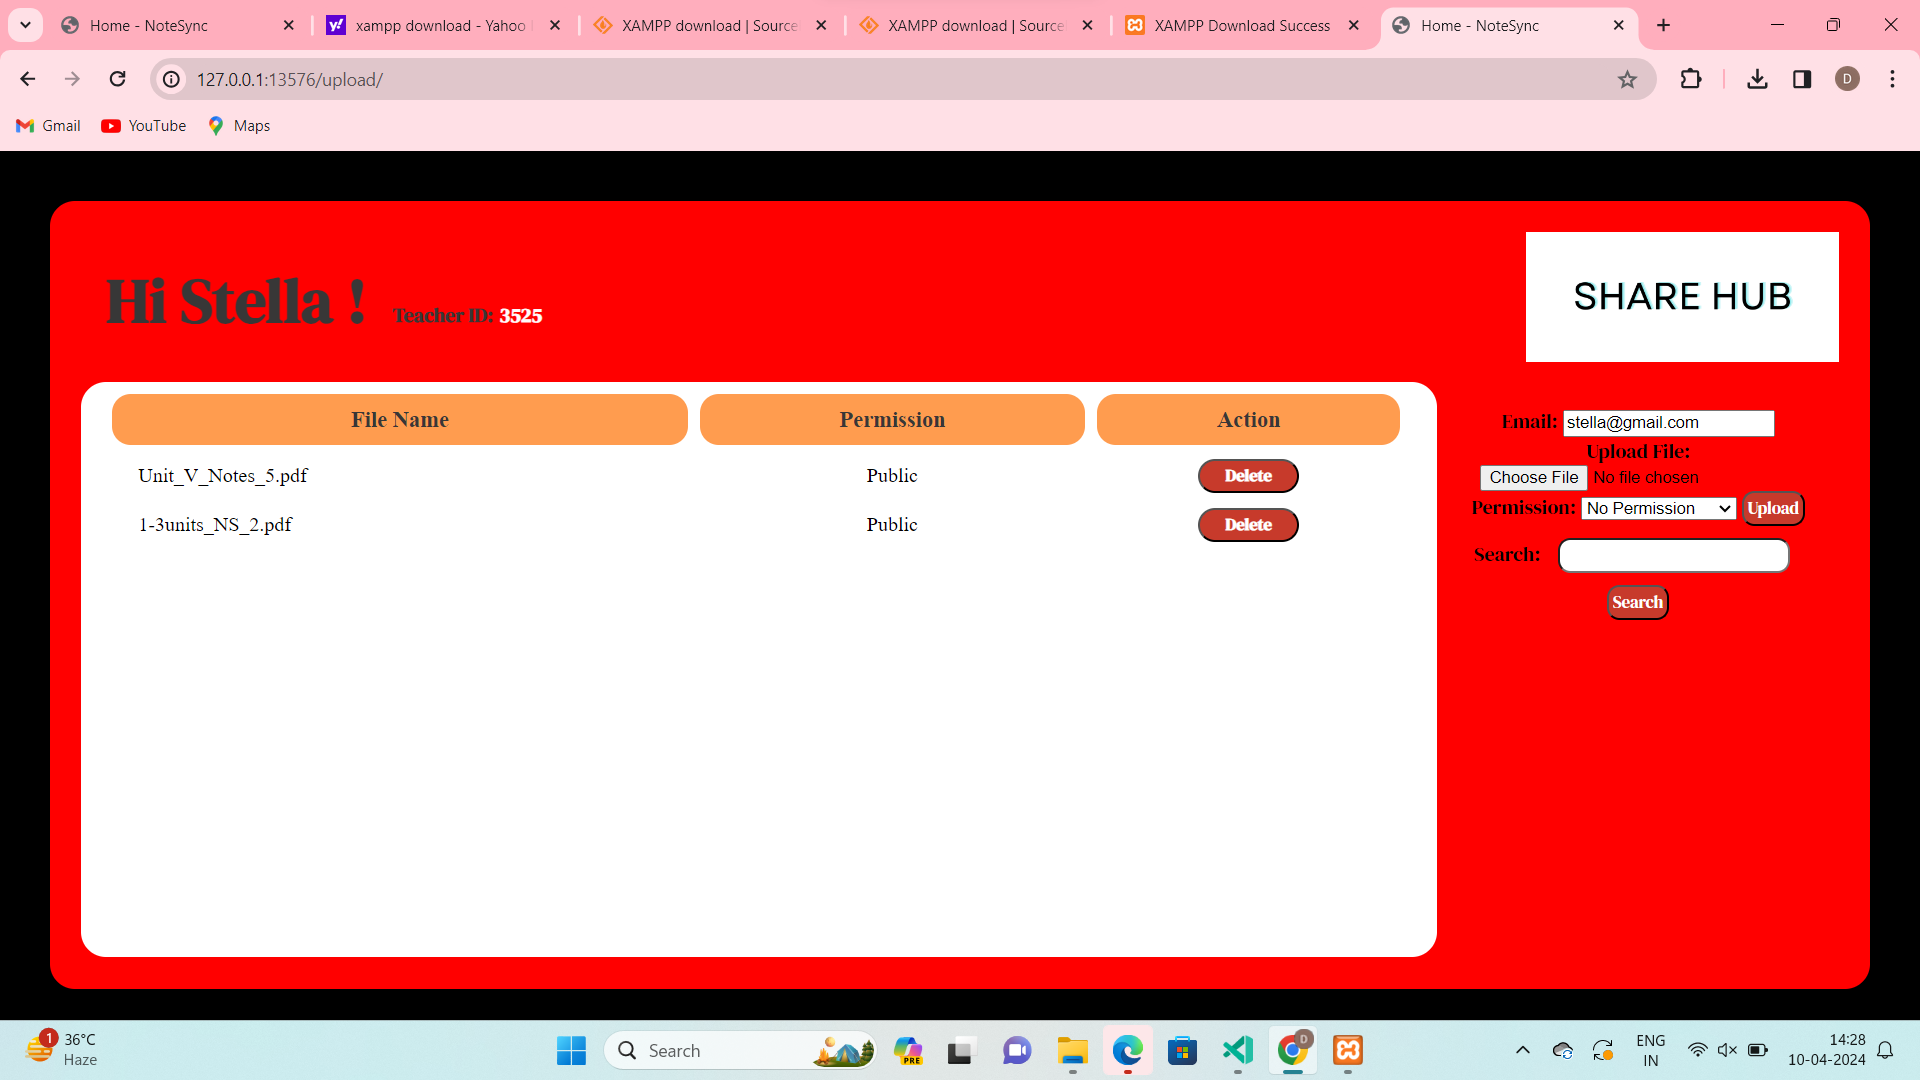 Home - NoteSync
xampp download - Yahoo
XAMPP download | Source
XAMPP download | Source
XAMPP Download Success
Home - NoteSync
127.0.0.1:13576/upload/
D
Gmail
YouTube
Maps
Hi Stella !
Teacher ID: 3525
SHARE HUB
File Name
Permission
Action
Unit_V_Notes_5.pdf
Public
Delete
1-3units_NS_2.pdf
Public
Delete
Email: stella@gmail.com
Upload File:
Choose File No file chosen
Permission: No Permission Upload
Search:
Search
1
36°C
Haze
Search
PRE
D
ENG
IN
14:28
10-04-2024